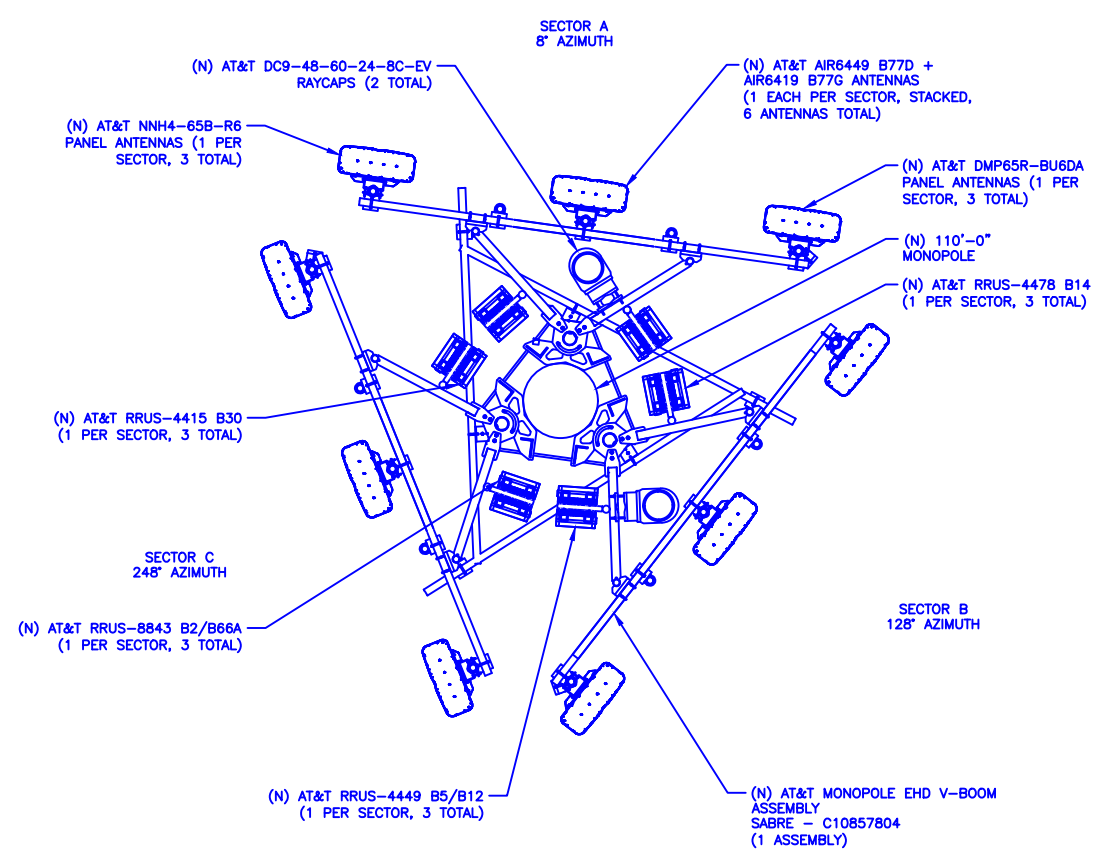 SECTOR A
8° AZIMUTH
(N) AT&T DC9-48-60-24-8C-EV
RAYCAPS (2 TOTAL)
(N) AT&T AIR6449 B77D +
AIR6419 B77G ANTENNAS
(1 EACH PER SECTOR, STACKED,
6 ANTENNAS TOTAL)
(N) AT&T NNH4-65B-R6
PANEL ANTENNAS (1 PER
SECTOR, 3 TOTAL)
(N) AT&T DMP65R-BU6DA
PANEL ANTENNAS (1 PER
SECTOR, 3 TOTAL)
(N) 110'-0"
MONOPOLE
(N) AT&T RRUS-4478 B14
(1 PER SECTOR, 3 TOTAL)
(N) AT&T RRUS-4415 B30
(1 PER SECTOR, 3 TOTAL)
SECTOR C
248° AZIMUTH
SECTOR B
128° AZIMUTH
(N) AT&T RRUS-8843 B2/B66A
(1 PER SECTOR, 3 TOTAL)
(N) AT&T RRUS-4449 B5/B12
(1 PER SECTOR, 3 TOTAL)
(N) AT&T MONOPOLE EHD V-BOOM
ASSEMBLY
SABRE - C10857804
(1 ASSEMBLY)